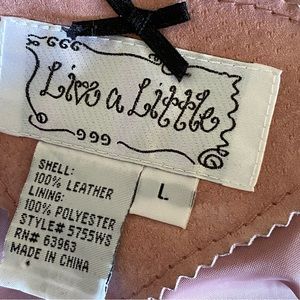 Live a Little
SHELL:
100% LEATHER
LINING:
100% POLYESTER
STYLE# 5755WS
RN# 63963
MADE IN CHINA
L